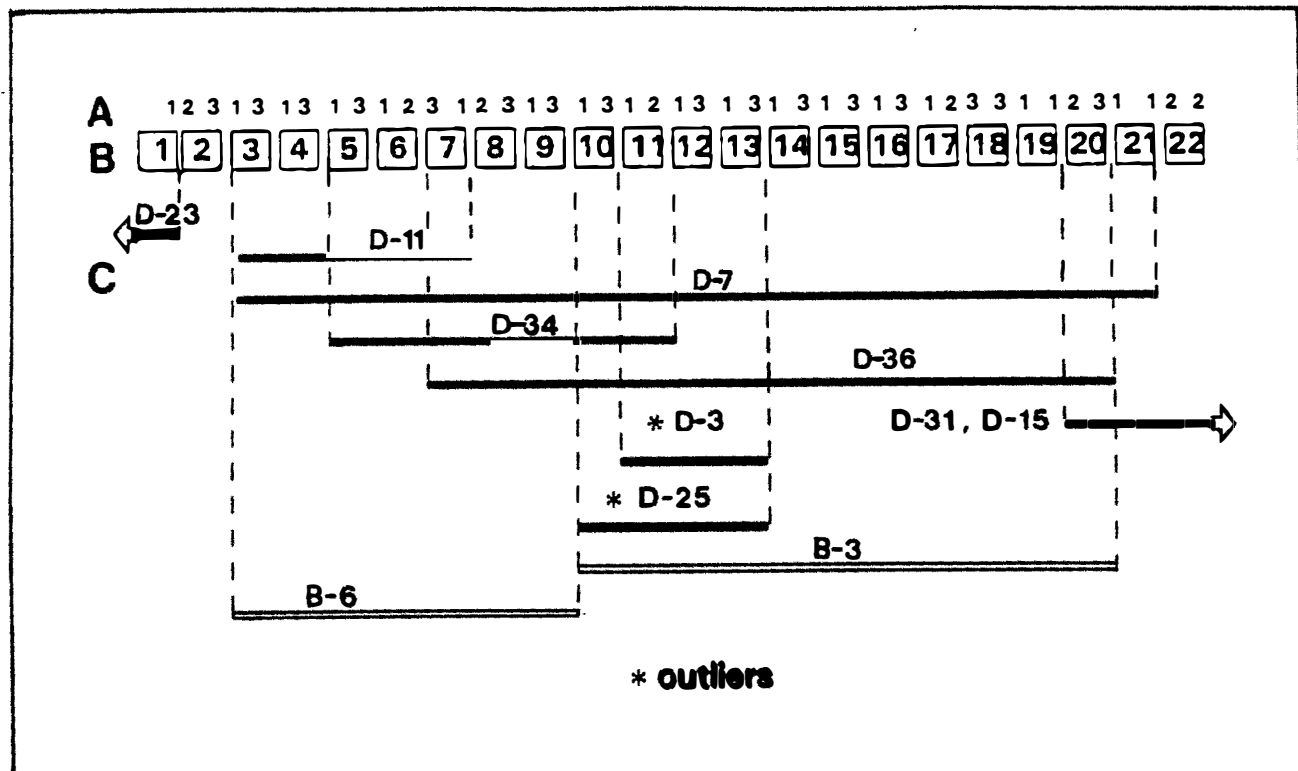 A 1 2 3 1 3 1 3 1 3 1 2 3 1 2 3 1 3 1 3 1 2 1 3 1 3 1 3 1 3 1 3 1 2 3 3 1 1 2 3 1 1 2 2
B 1 2 3 4 5 6 7 8 9 10 11 12 13 14 15 16 17 18 19 20 21 22
D-23
D-11
C
D-7
D-34
D-36
* D-3
D-31, D-15
* D-25
B-3
B-6
* outliers